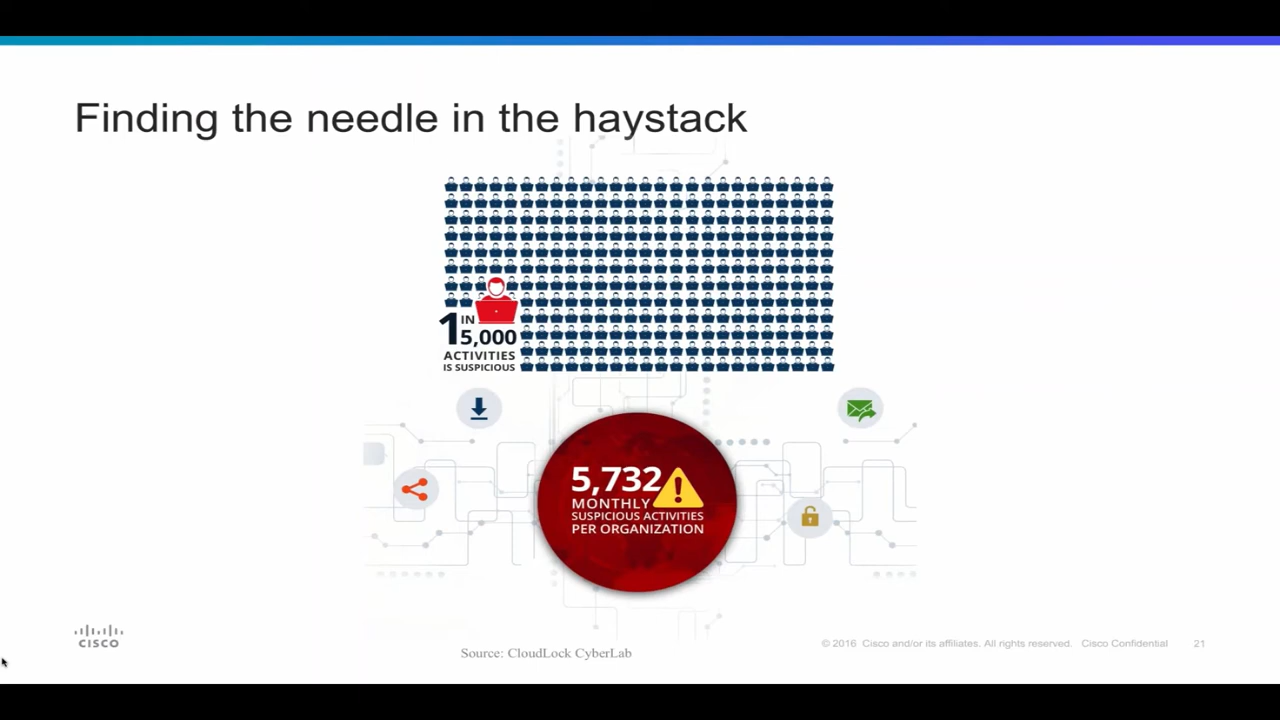 Finding the needle in the haystack
1 IN
5,000
ACTIVITIES
IS SUSPICIOUS
5,732
MONTHLY
SUSPICIOUS ACTIVITIES
PER ORGANIZATION
CISCO
Source: CloudLock CyberLab
© 2016 Cisco and/or its affiliates. All rights reserved. Cisco Confidential 21